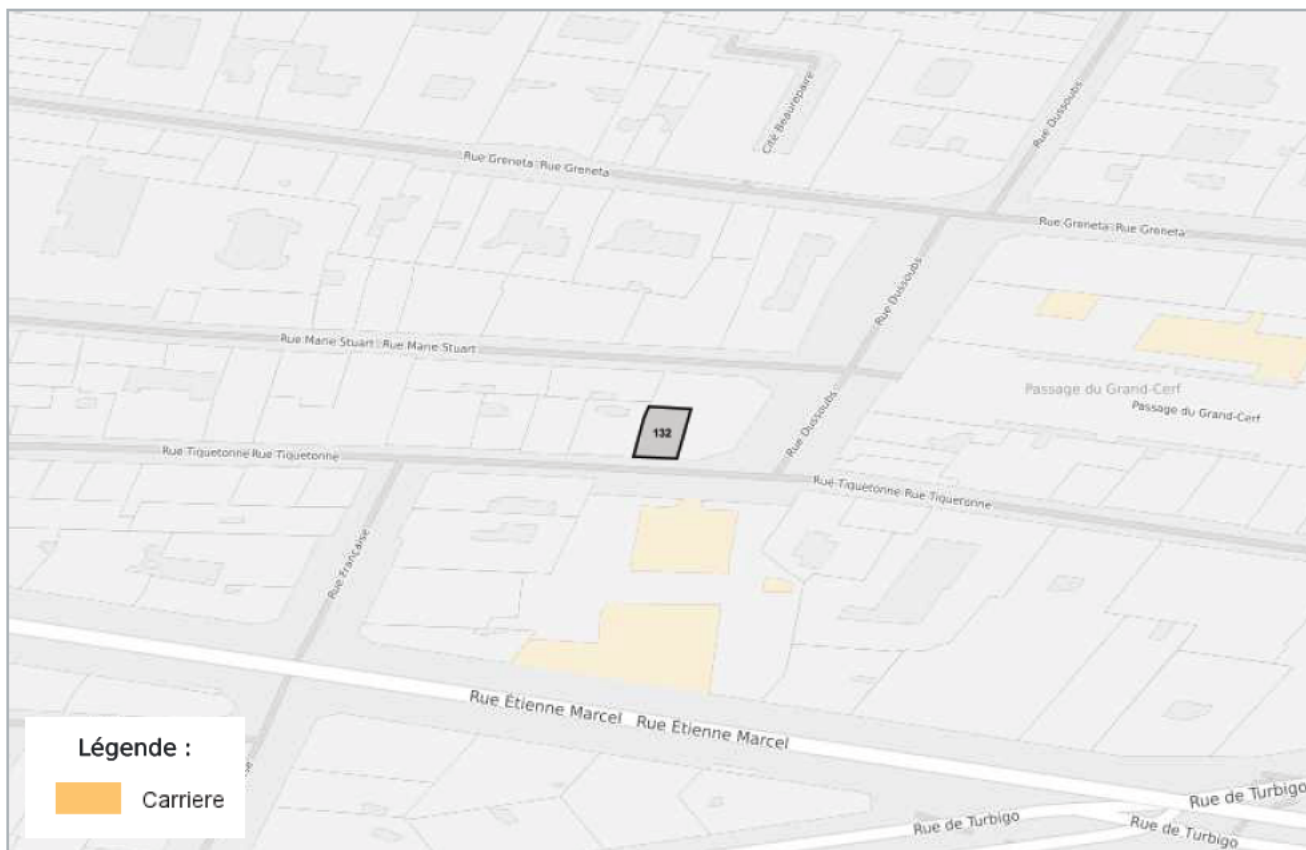 Cité Beaurepaire
Rue Dussoubs
Rue Greneta Rue Greneta
Rue Greneta Rue Greneta
Rue Dussoubs
Rue Marie Stuart Rue Marie Stuart
Passage du Grand-Cerf
Passage du Grand-Cerf
Rue Dussoubs
132
Rue Tiquetonne Rue Tiquetonne
Rue Tiquetonne Rue Tiquetonne
Rue Française
Rue Étienne Marcel Rue Étienne Marcel
Légende :
Carriere
Rue de Turbigo
Rue de Turbigo
Rue de Turbigo